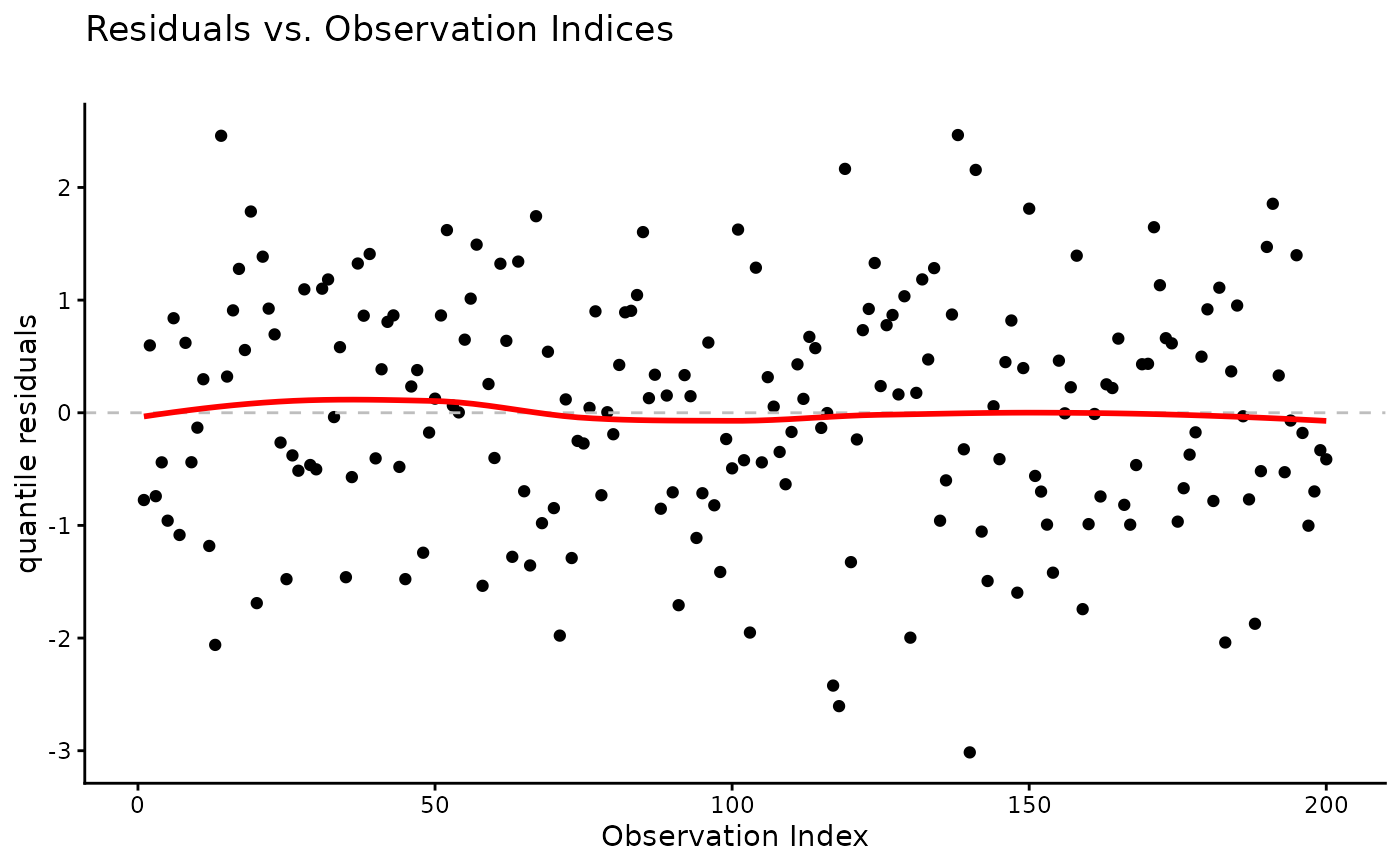 Residuals vs. Observation Indices
quantile residuals
2
1
0
-1
-2
-3
0 50 100 150 200
Observation Index